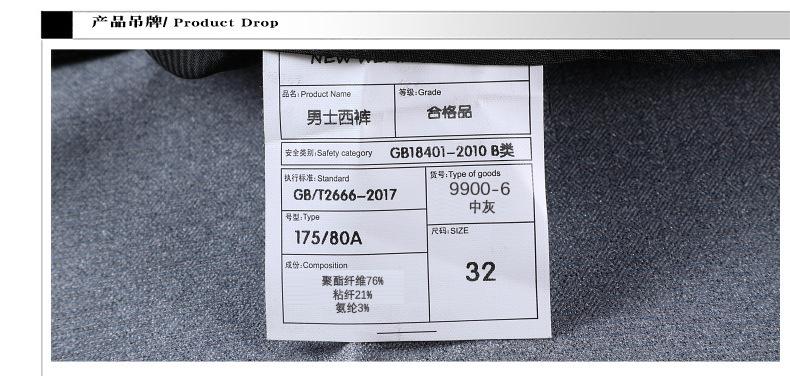 产品吊牌/ Product Drop
品名:Product Name
男士西裤
等级:Grade
合格品
安全类别:Safety category GB18401-2010 B类
执行标准: Standard
GB/T2666-2017
货号:Type of goods
9900-6
中灰
号型:Type
175/80A
尺码:SIZE
32
成份:Composition
聚酯纤维76%
粘纤21%
氨纶3%